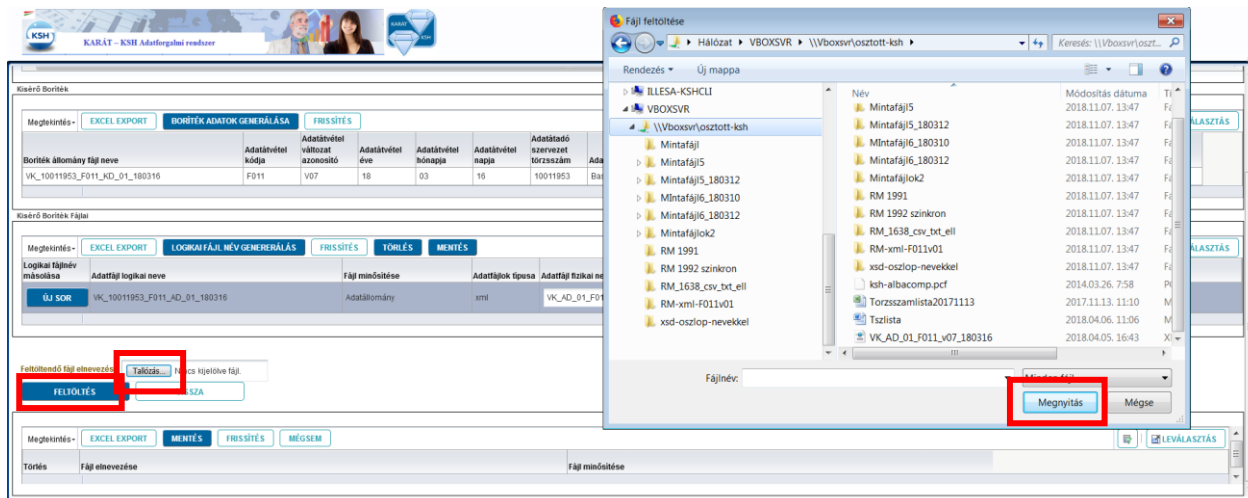 KSH
KARÁT – KSH Adatforgalmi rendszer
KARÁT
KSH
Kisérő Boríték
Megtekintés
EXCEL EXPORT
BORÍTÉK ADATOK GENERÁLÁSA
FRISSÍTÉS
Boríték állomány fájl neve
Adatátvétel kódja
Adatátvétel változat azonosító
Adatátvétel éve
Adatátvétel hónapja
Adatátvétel napja
Adatátadó szervezet törzsszám
VK_10011953_F011_KD_01_180316
F011
V07
18
03
16
10011953
Kisérő Boríték Fájlai
Megtekintés
EXCEL EXPORT
LOGIKAI FÁJL NÉV GENERERÁLÁS
FRISSÍTÉS
TÖRLÉS
MENTÉS
Logikai fájlnév másolása
Adatfájl logikai neve
Fájl minősítése
Adatfájlok típusa
Adatfájl fizikai ne
ÚJ SOR
VK_10011953_F011_AD_01_180316
Adatállomány
xml
VK_AD_01_F01
Feltöltendő fájl elnevezés
Tallózás...
Nincs kijelölve fájl.
FELTÖLTÉS
Megtekintés
EXCEL EXPORT
MENTÉS
FRISSÍTÉS
MÉGSEM
LEVÁLASZTÁS
Törlés
Fájl elnevezése
Fájl minősítése
Fájl feltöltése
Hálózat
VBOXSVR
\\Vboxsvr\osztott-ksh
Keresés: \\Vboxsvr\oszt...
Rendezés
Új mappa
ILLESA-KSHCLI
VBOXSVR
\\Vboxsvr\osztott-ksh
Mintafájl
Mintafájl5
Mintafájl5_180312
MIntafájl6_180310
Mintafájl6_180312
Mintafájlok2
RM 1991
RM 1992 szinkron
RM_1638_csv_txt_ell
RM-xml-F011v01
xsd-oszlop-nevekkel
Név
Módosítás dátuma
Mintafájl5
2018.11.07. 13:47
Mintafájl5_180312
2018.11.07. 13:47
MIntafájl6_180310
2018.11.07. 13:47
Mintafájl6_180312
2018.11.07. 13:47
Mintafájlok2
2018.11.07. 13:47
RM 1991
2018.11.07. 13:47
RM 1992 szinkron
2018.11.07. 13:47
RM_1638_csv_txt_ell
2018.11.07. 13:47
RM-xml-F011v01
2018.11.07. 13:47
xsd-oszlop-nevekkel
2018.11.07. 13:47
ksh-albacomp.pcf
2014.03.26. 7:58
Torzsszamlista20171113
2017.11.13. 11:10
Tszlista
2018.04.06. 11:06
VK_AD_01_F011_v07_180316
2018.04.05. 16:43
Fájlnév:
Megnyitás
Mégse